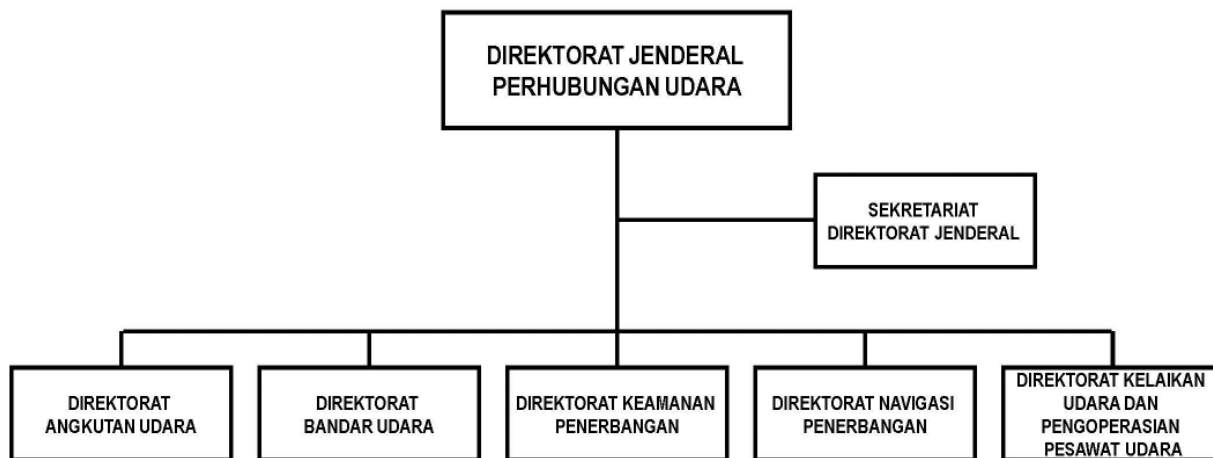 DIREKTORAT JENDERAL
PERHUBUNGAN UDARA
SEKRETARIAT
DIREKTORAT JENDERAL
DIREKTORAT
ANGKUTAN UDARA
DIREKTORAT
BANDAR UDARA
DIREKTORAT KEAMANAN
PENERBANGAN
DIREKTORAT NAVIGASI
PENERBANGAN
DIREKTORAT KELAIKAN
UDARA DAN
PENGOPERASIAN
PESAWAT UDARA